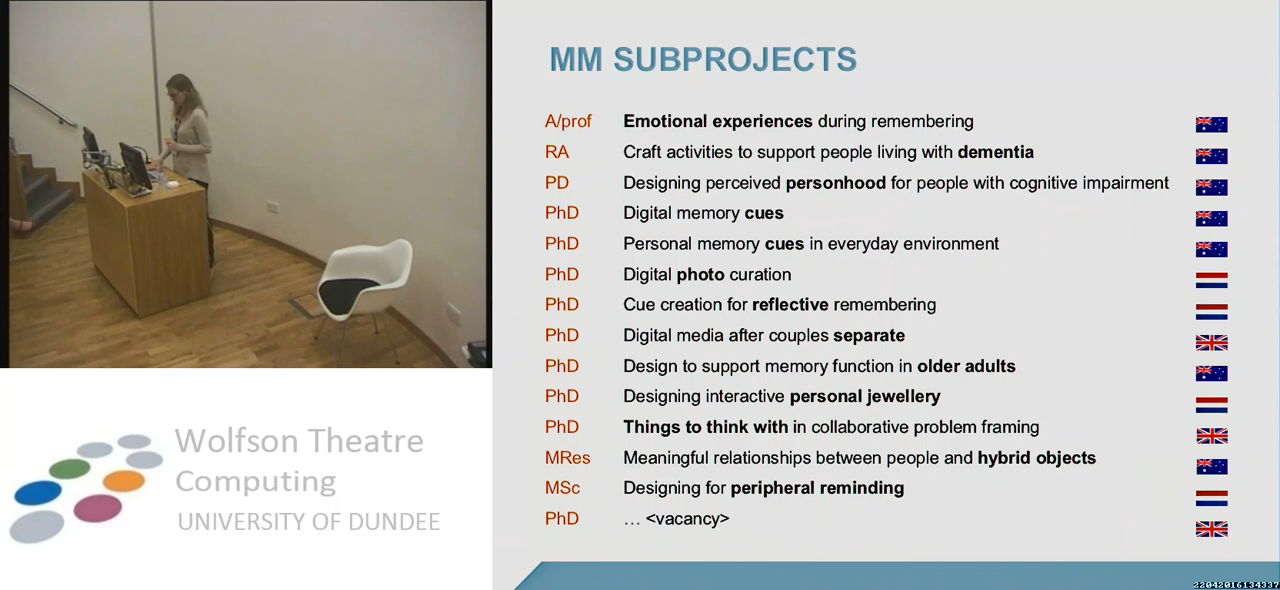 MM SUBPROJECTS
A/prof Emotional experiences during remembering
RA Craft activities to support people living with dementia
PD Designing perceived personhood for people with cognitive impairment
PhD Digital memory cues
PhD Personal memory cues in everyday environment
PhD Digital photo curation
PhD Cue creation for reflective remembering
PhD Digital media after couples separate
PhD Design to support memory function in older adults
PhD Designing interactive personal jewellery
PhD Things to think with in collaborative problem framing
MRes Meaningful relationships between people and hybrid objects
MSc Designing for peripheral reminding
PhD … <vacancy>
Wolfson Theatre
Computing
UNIVERSITY OF DUNDEE
22042016134337